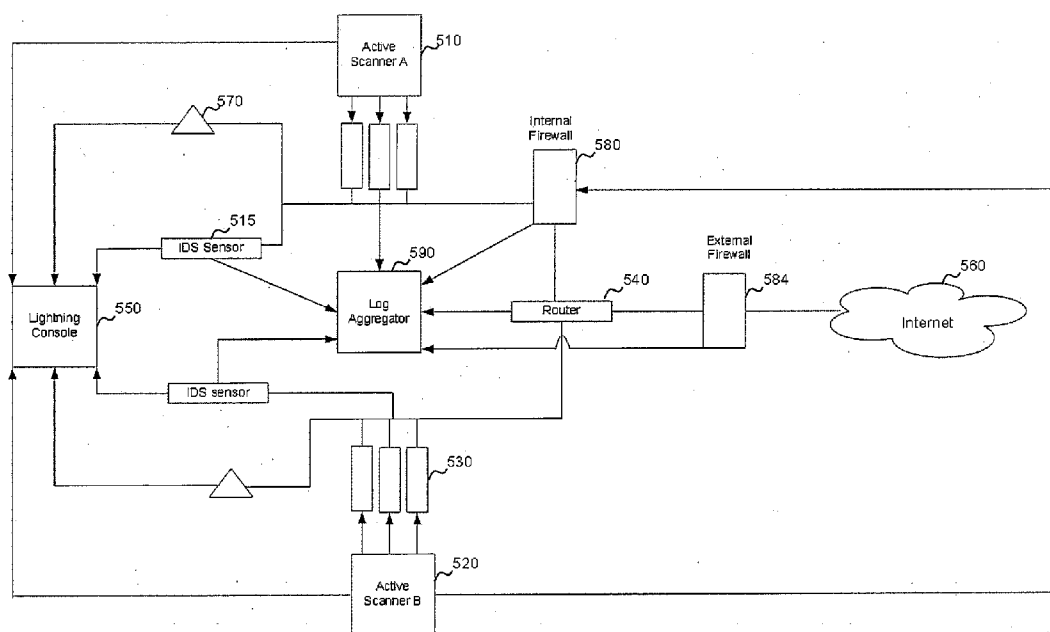 Active
Scanner A
510
570
Internal
Firewall
580
515
IDS Sensor
590
External
Firewall
560
540
584
Lightning
Console
550
Log
Aggregator
Router
Internet
IDS sensor
530
520
Active
Scanner B